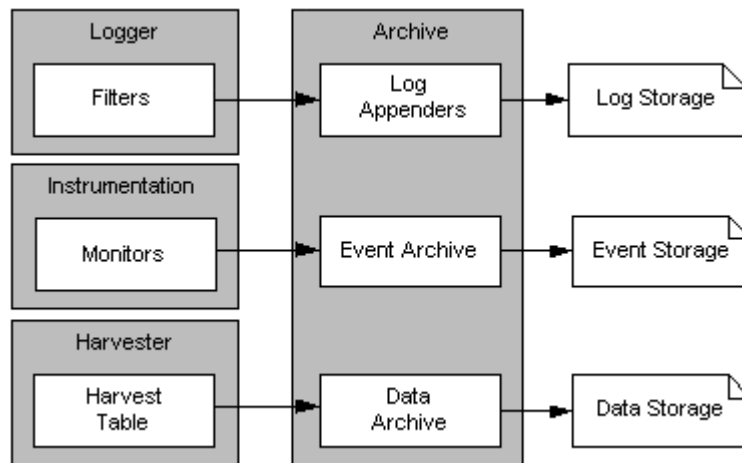 Logger
Archive
Filters
Log
Appenders
Log Storage
Instrumentation
Monitors
Event Archive
Event Storage
Harvester
Harvest
Table
Data
Archive
Data Storage